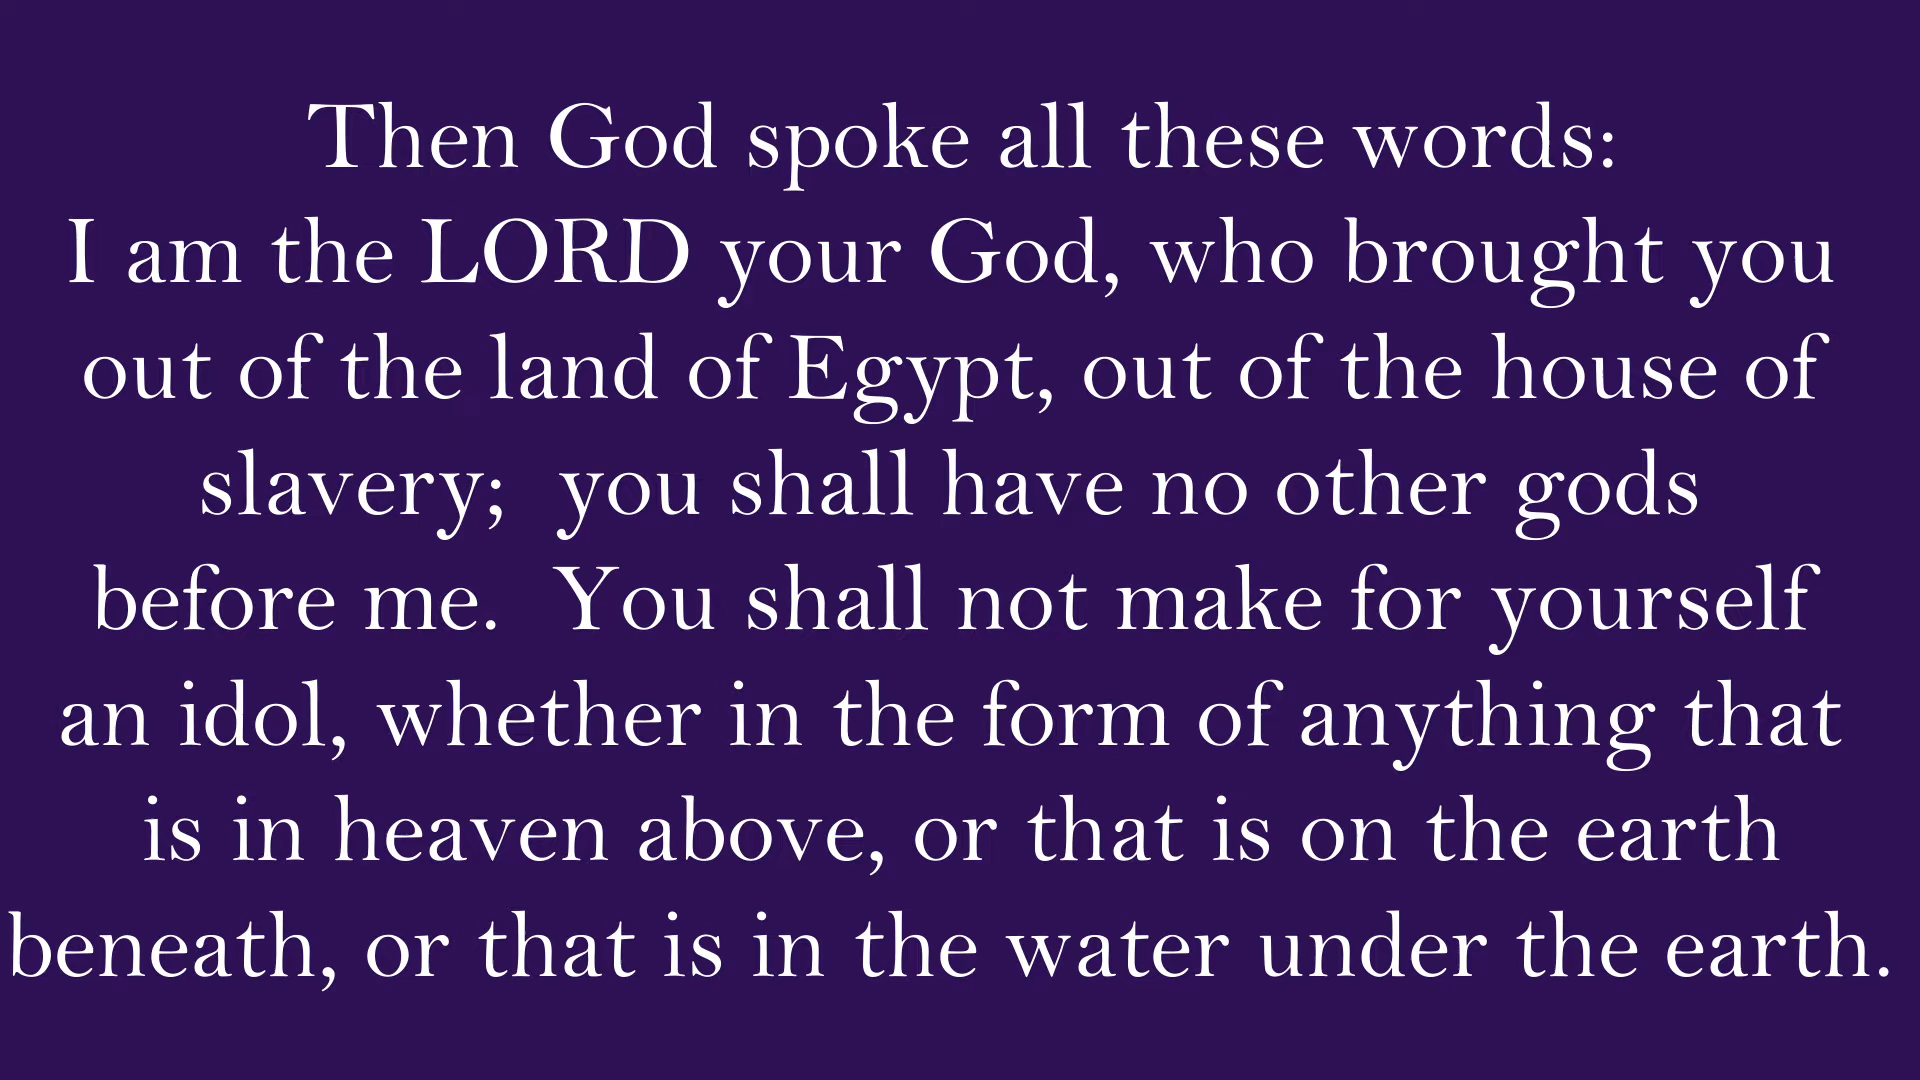 Then God spoke all these words:
I am the LORD your God, who brought you
out of the land of Egypt, out of the house of
slavery;  you shall have no other gods
before me.  You shall not make for yourself
an idol, whether in the form of anything that
is in heaven above, or that is on the earth
beneath, or that is in the water under the earth.